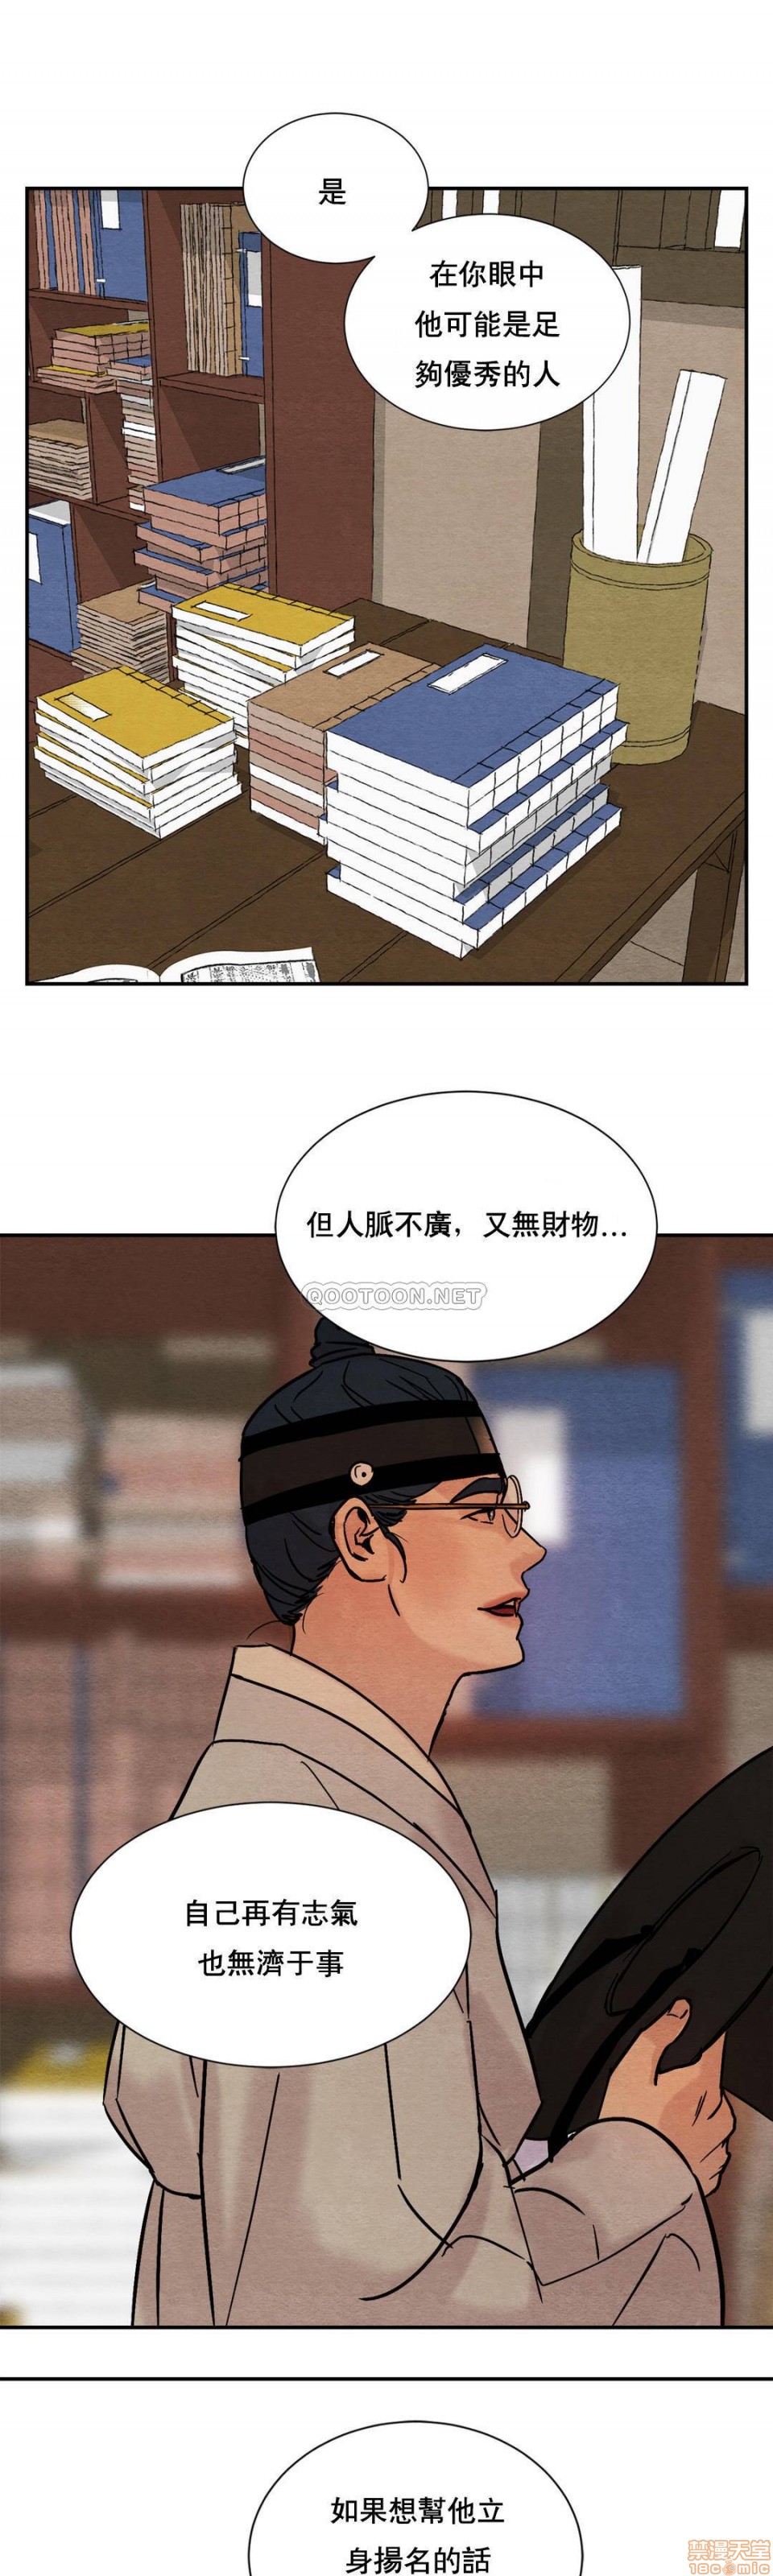 是
在你眼中
他可能是足
夠優秀的人
但人脈不廣，又無財物...
QOOTOON.NET
自己再有志氣
也無濟于事
如果想幫他立
身揚名的話
禁漫天堂
18comic